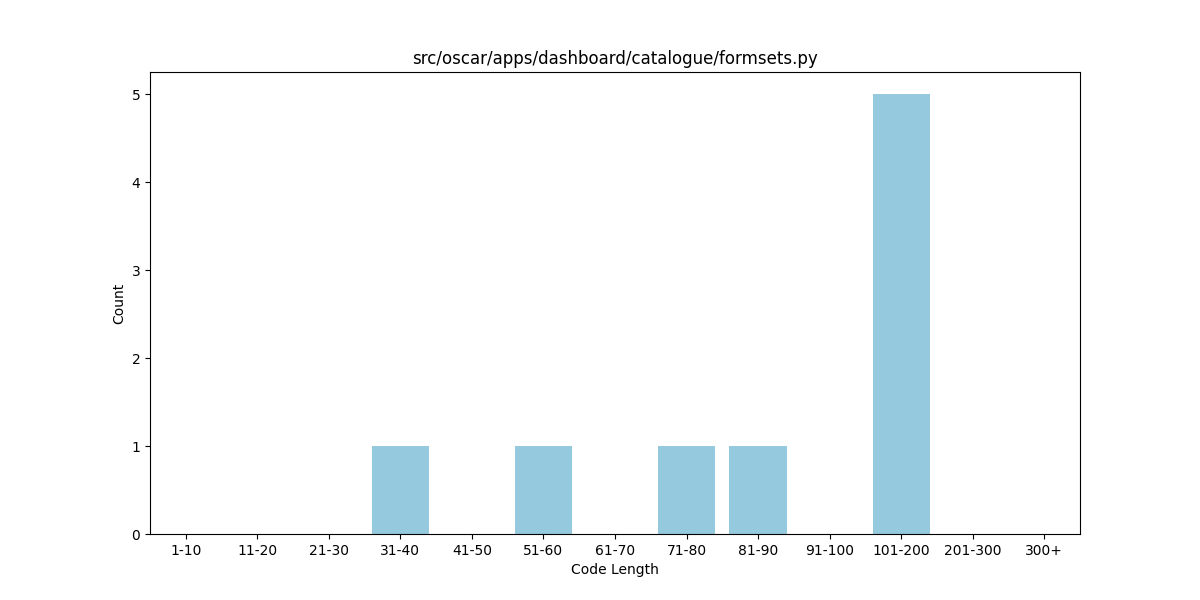 src/oscar/apps/dashboard/catalogue/formsets.py
5
4
3
2
1
0
Count
1-10 11-20 21-30 31-40 41-50 51-60 61-70 71-80 81-90 91-100 101-200 201-300 300+
Code Length